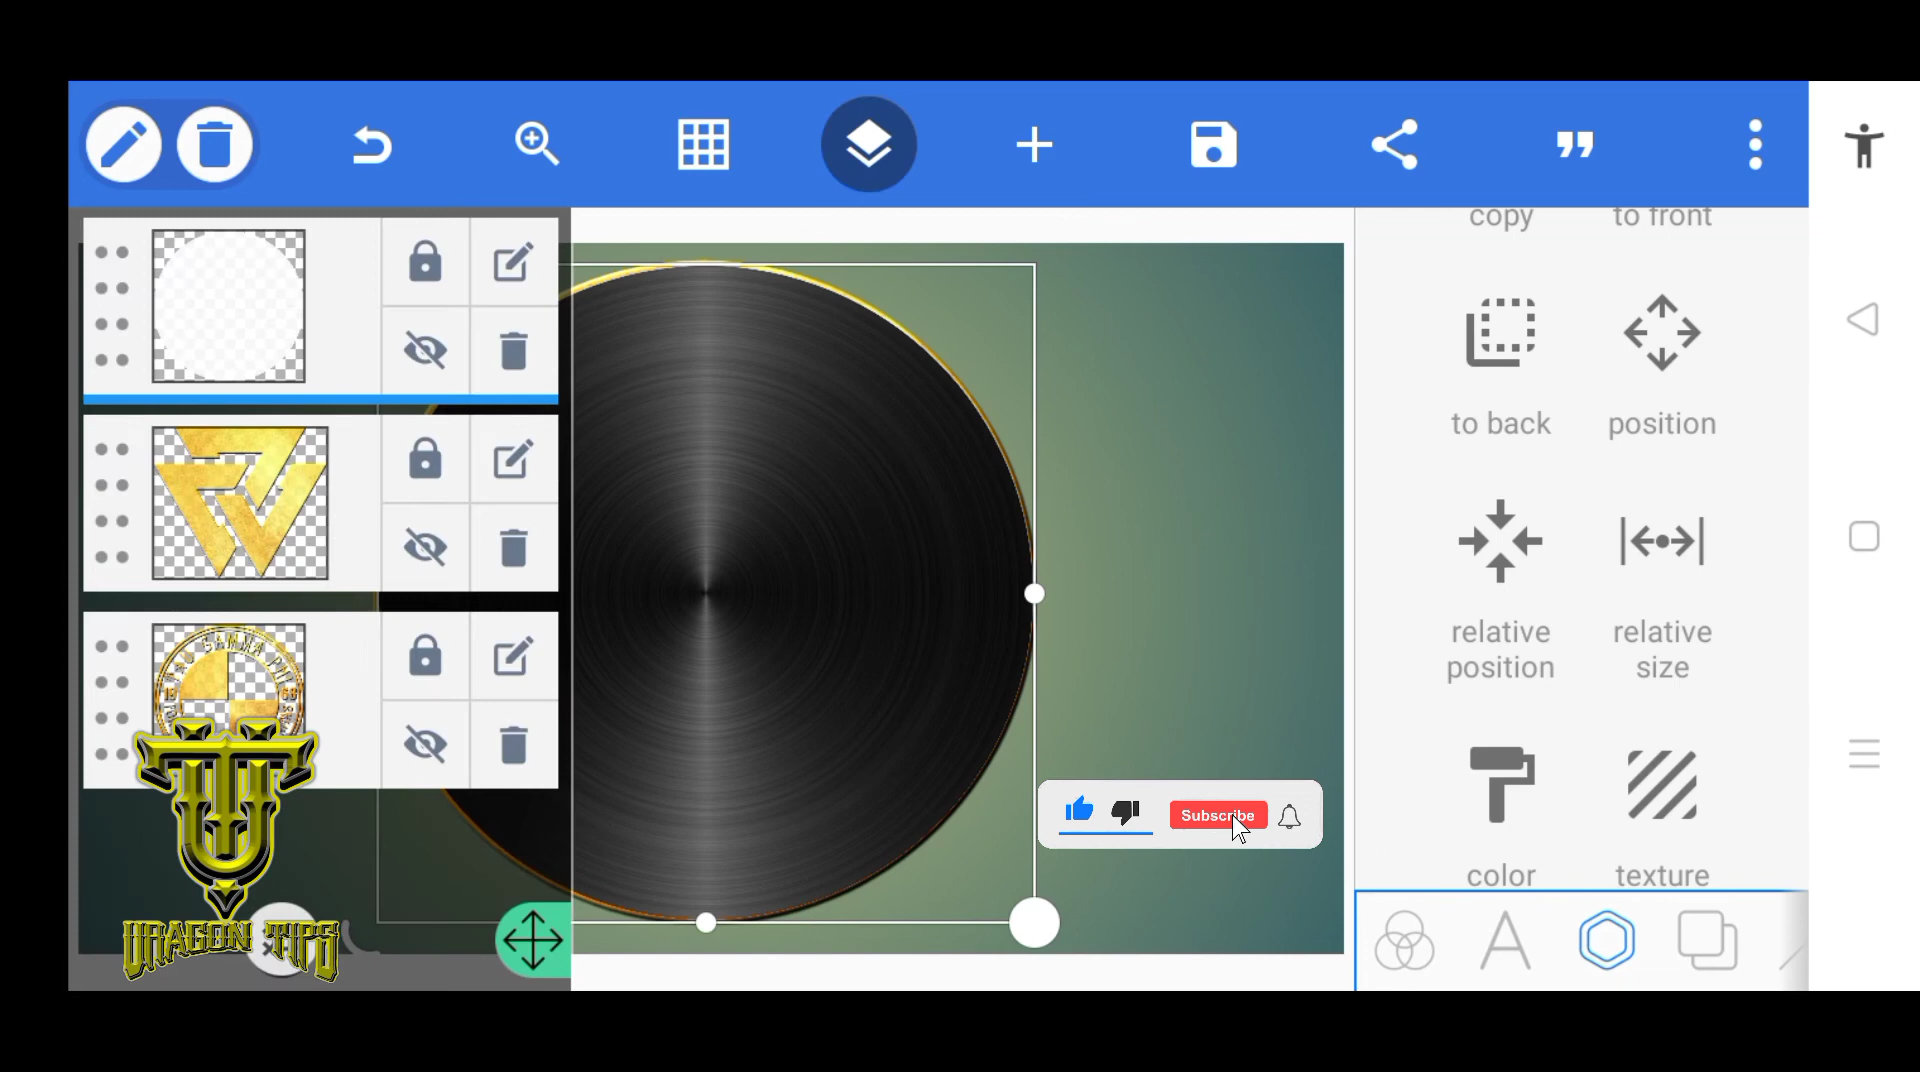 copy
to front
to back
position
relative
position
relative
size
color
texture
Subscribe
DRAGON TIPS